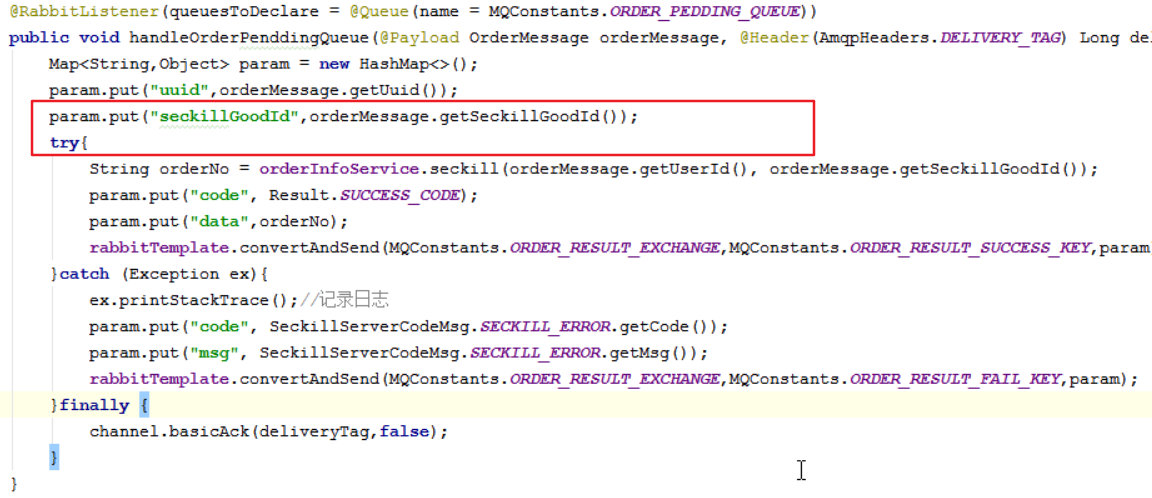 @RabbitListener(queuesToDeclare = @Queue(name = MQConstants.ORDER_PEDDING_QUEUE))
public void handleOrderPenddingQueue(@Payload OrderMessage orderMessage, @Header(AmqpHeaders.DELIVERY_TAG) Long del
Map<String,Object> param = new HashMap<>();
param.put("uuid",orderMessage.getUuid());
param.put("seckillGoodId",orderMessage.getSeckillGoodId());
try{
String orderNo = orderInfoService.seckill(orderMessage.getUserId(), orderMessage.getSeckillGoodId());
param.put("code", Result.SUCCESS_CODE);
param.put("data",orderNo);
rabbitTemplate.convertAndSend(MQConstants.ORDER_RESULT_EXCHANGE,MQConstants.ORDER_RESULT_SUCCESS_KEY,param
}catch (Exception ex){
ex.printStackTrace();//记录日志
param.put("code", SeckillServerCodeMsg.SECKILL_ERROR.getCode());
param.put("msg", SeckillServerCodeMsg.SECKILL_ERROR.getMsg());
rabbitTemplate.convertAndSend(MQConstants.ORDER_RESULT_EXCHANGE,MQConstants.ORDER_RESULT_FAIL_KEY,param);
}finally {
channel.basicAck(deliveryTag,false);
}
}